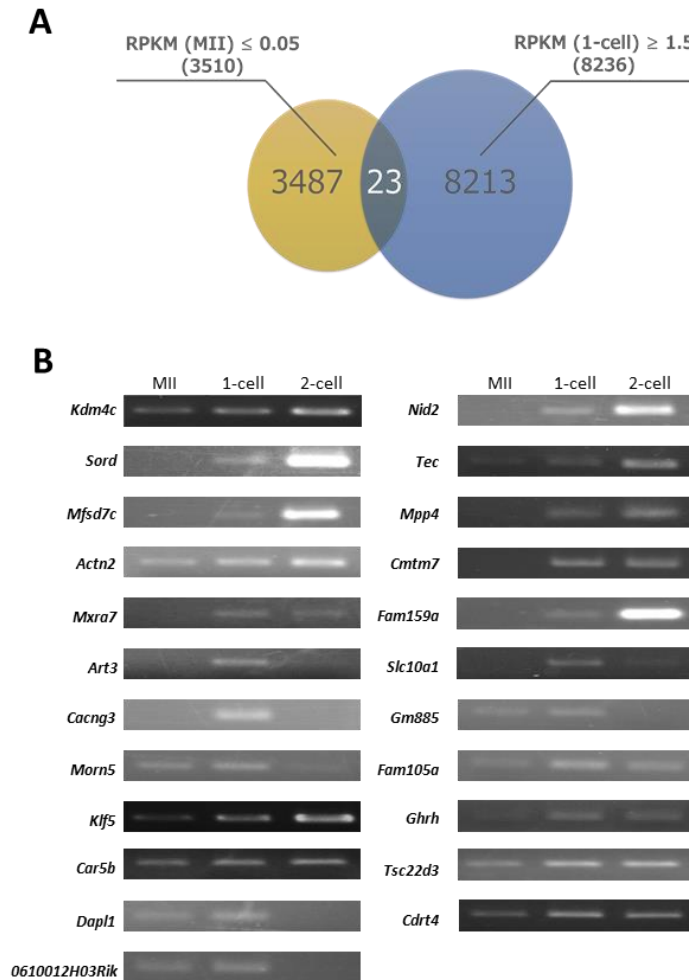 A
RPKM (MII) ≤ 0.05
(3510)
RPKM (1-cell) ≥ 1.5
(8236)
3487
23
8213
B
MII 1-cell 2-cell
Kdm4c
Sord
Mfsd7c
Actn2
Mxra7
Art3
Cacng3
Morn5
Klf5
Car5b
Dapl1
0610012H03Rik
MII 1-cell 2-cell
Nid2
Tec
Mpp4
Cmtm7
Fam159a
Slc10a1
Gm885
Fam105a
Ghrh
Tsc22d3
Cdrt4